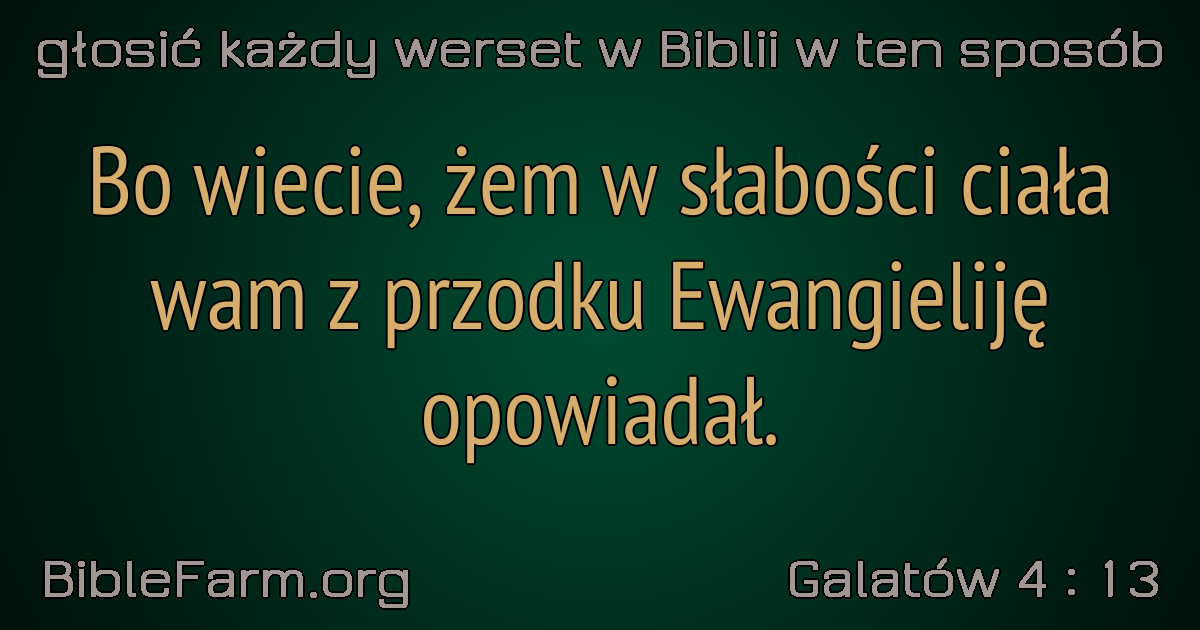 głosić każdy werset w Biblii w ten sposób
Bo wiecie, żem w słabości ciała
wam z przodku Ewangieliję
opowiadał.
BibleFarm.org
Galatów 4 : 13